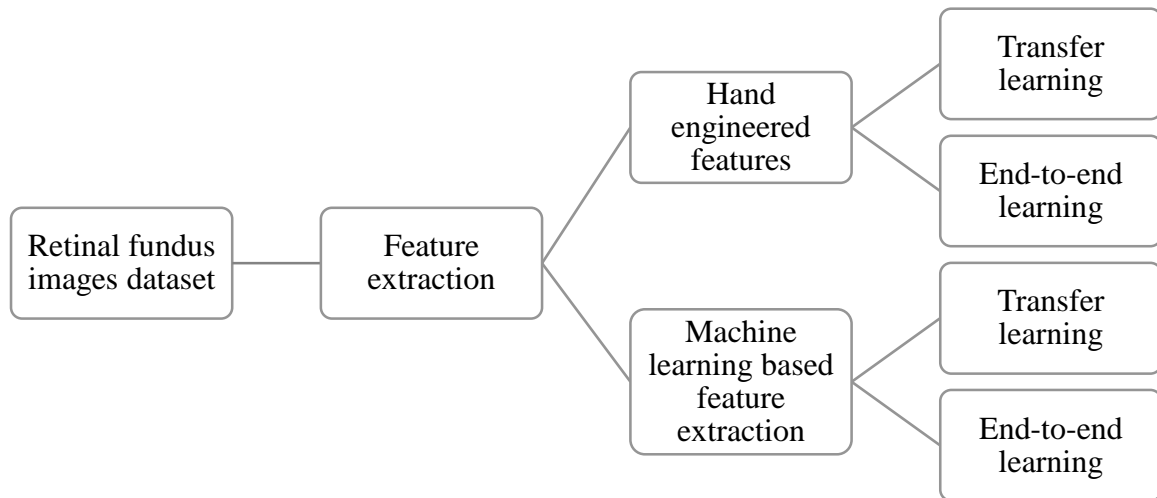 Retinal fundus
images dataset
Feature
extraction
Hand
engineered
features
Transfer
learning
End-to-end
learning
Machine
learning based
feature
extraction
Transfer
learning
End-to-end
learning